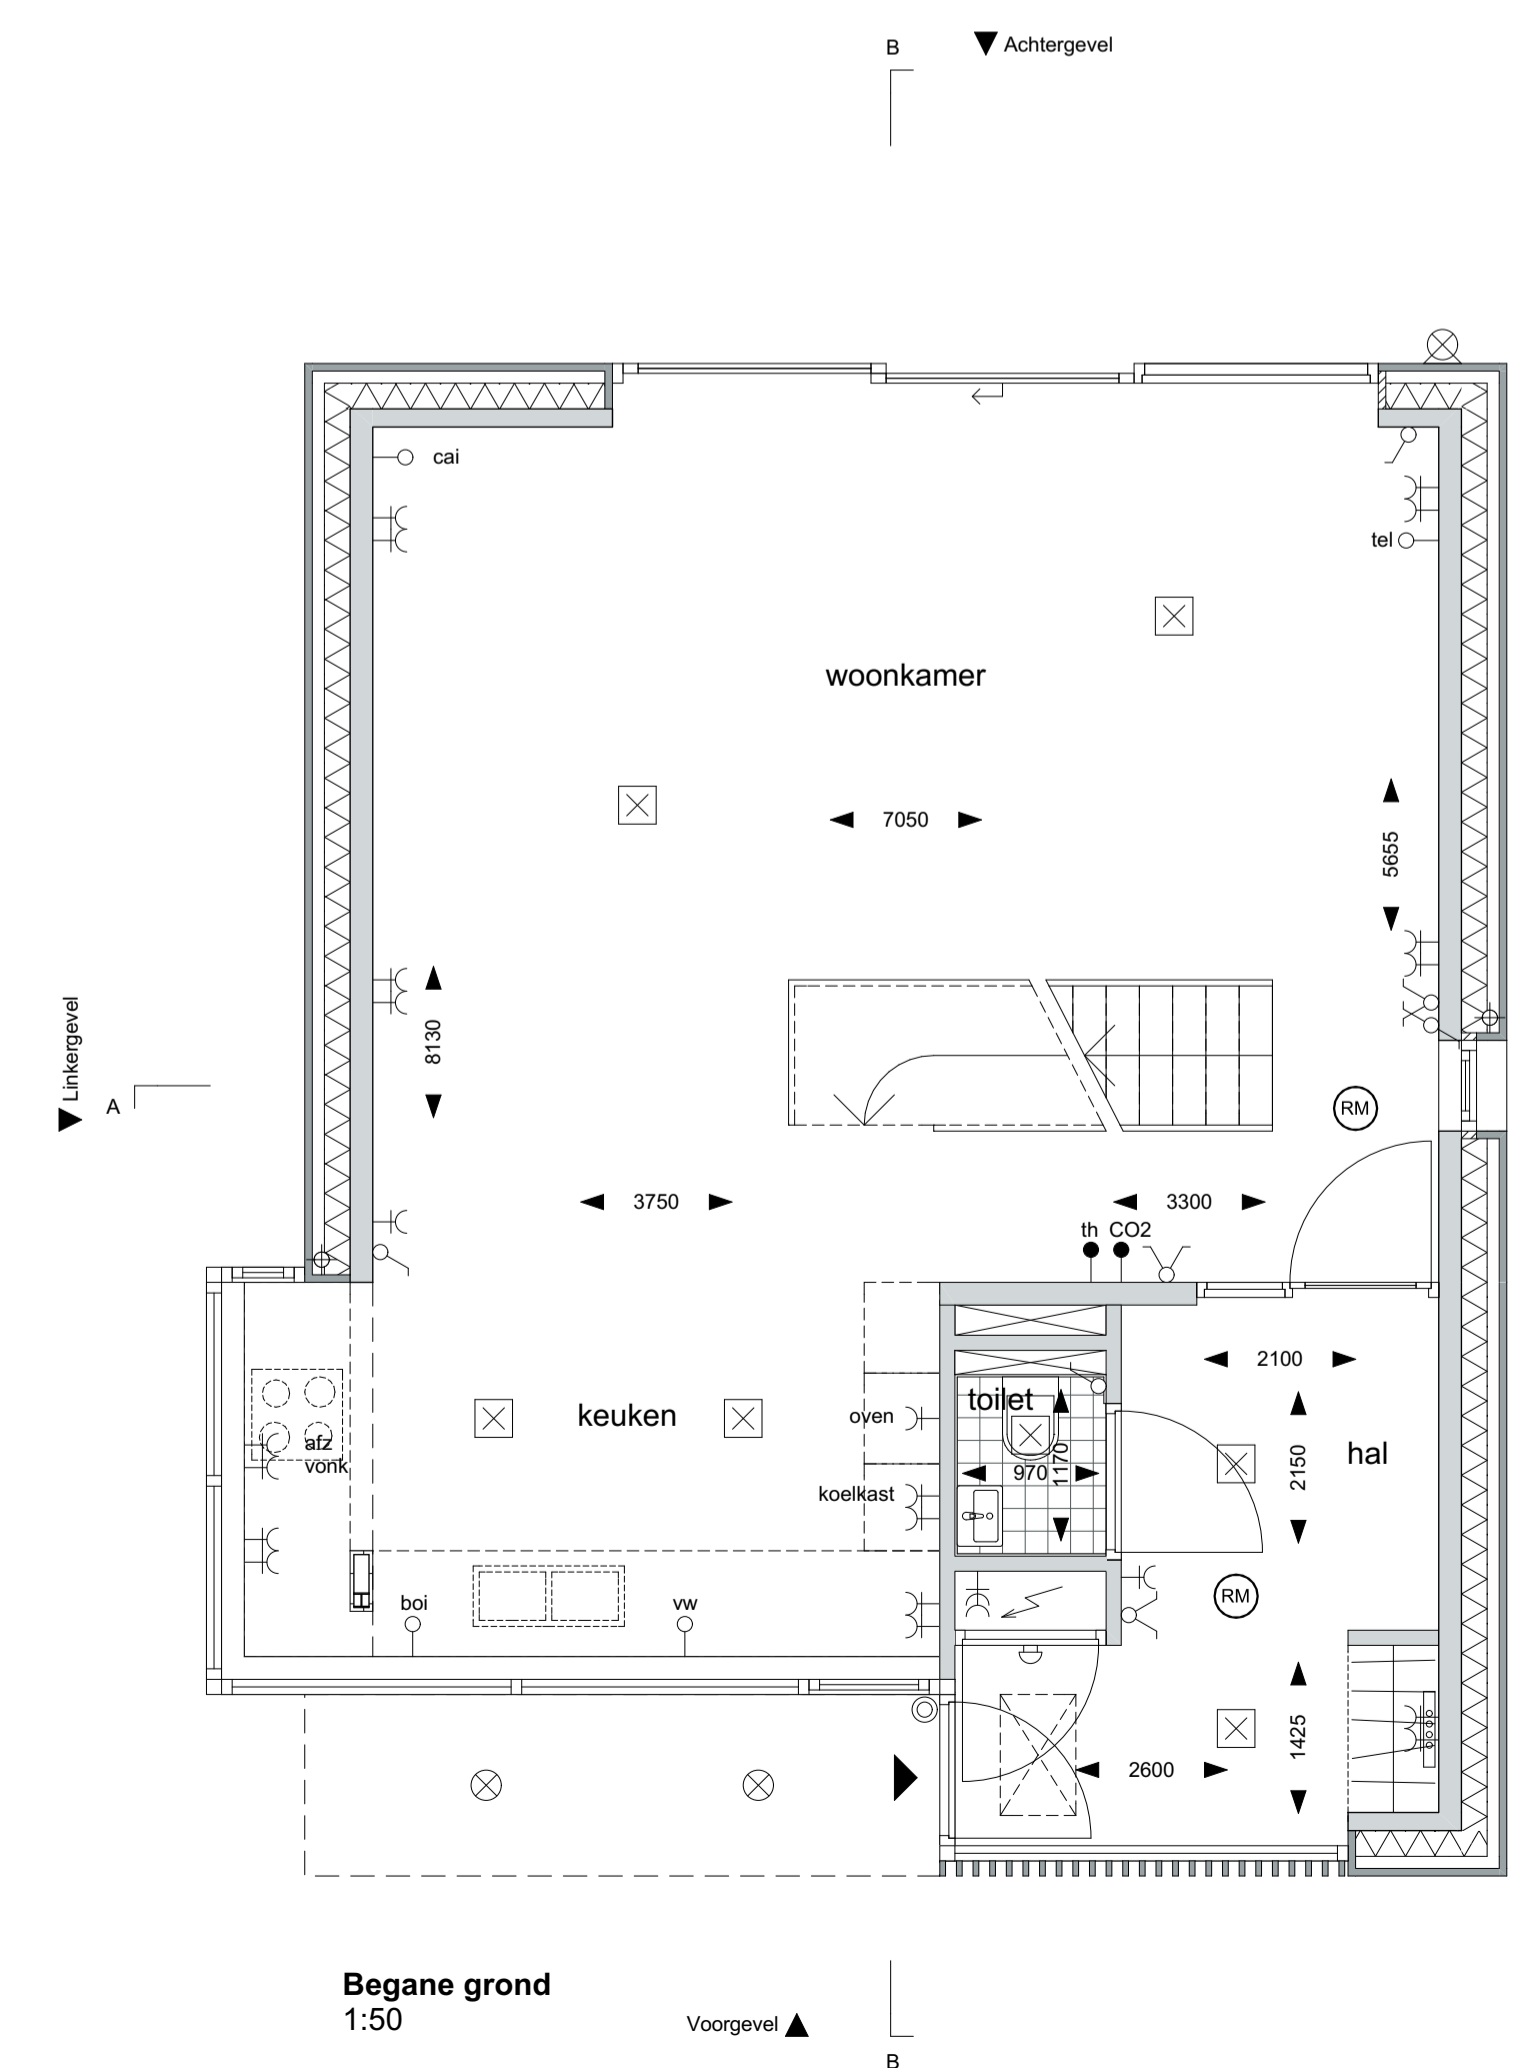 B
Achtergevel
cai
tel
woonkamer
7050
5655
8130
Linkergevel
A
RM
3750
3300
th CO2
2100
toilet
oven
keuken
afz
vonk
hal
2150
1170
970
koelkast
boi
vw
RM
1425
2600
Begane grond
1:50
Voorgevel
B